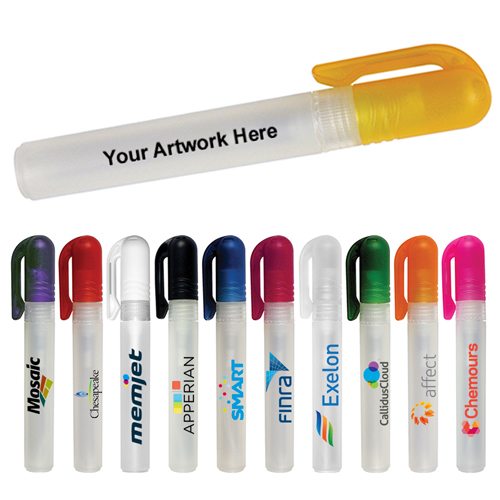 Your Artwork Here
Mosaic
Chesapeake
memjet
APPERIAN
SMART
FINra
Exelon
CallidusCloud
affect
Chemours